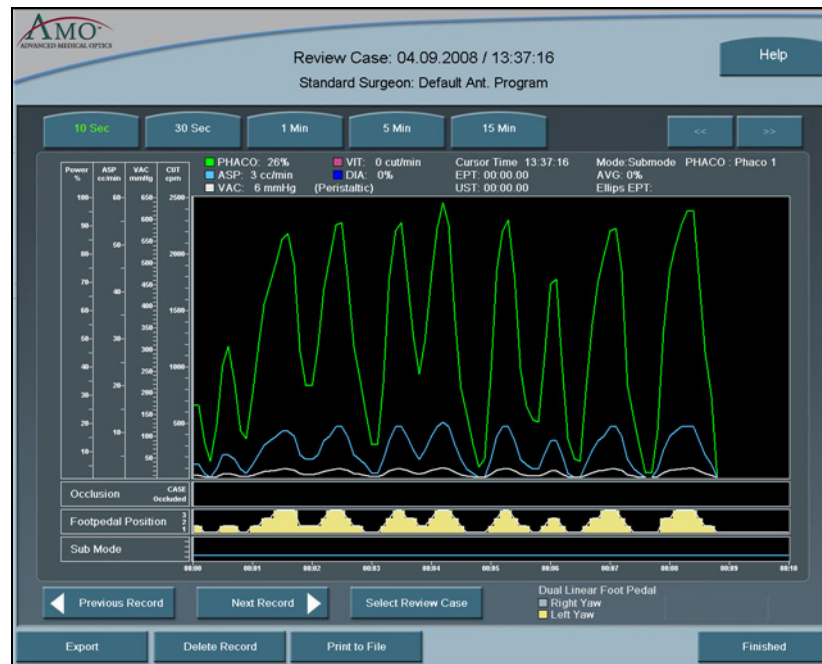 AMO
ADVANCED MEDICAL OPTICS
Review Case: 04.09.2008 / 13:37:16
Help
Standard Surgeon: Default Ant. Program
10 Sec 30 Sec 1 Min 5 Min 15 Min << >>
Power % ASP cc/min VAC mmHg CUT cpm
PHACO: 26% VIT: 0 cut/min Cursor Time 13:37:16 Mode:Submode PHACO : Phaco 1
ASP: 3 cc/min DIA: 0% EPT: 00:00.00 AVG: 0%
VAC: 6 mmHg (Peristaltic) UST: 00:00.00 Ellips EPT:
100 60 650 2500
600
90
50 550
80 2000
500
70 450
40
400
60 1500
350
50 30 300
40 1000
250
20
30 200
150
20 500
10 100
10
50
Occlusion CASE
Occluded
Footpedal Position 3
2
1
Sub Mode
00:00 00:01 00:02 00:03 00:04 00:05 00:06 00:07 00:08 00:09 00:10
Previous Record Next Record Select Review Case
Dual Linear Foot Pedal
Right Yaw
Left Yaw
Export Delete Record Print to File Finished